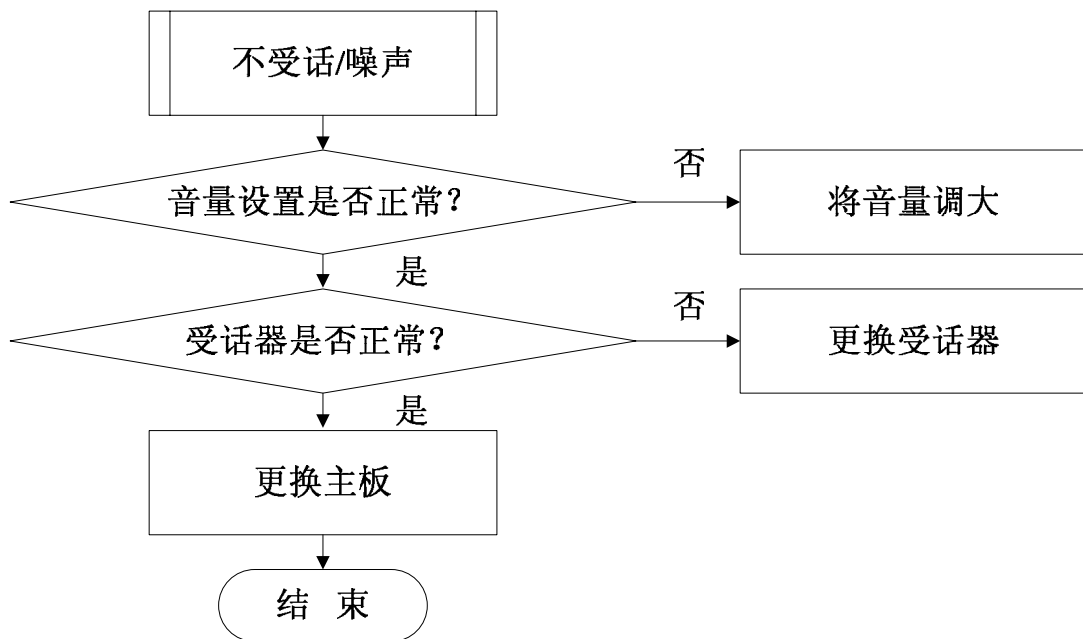 不受话/噪声
音量设置是否正常？
否
将音量调大
是
受话器是否正常？
否
更换受话器
是
更换主板
结 束